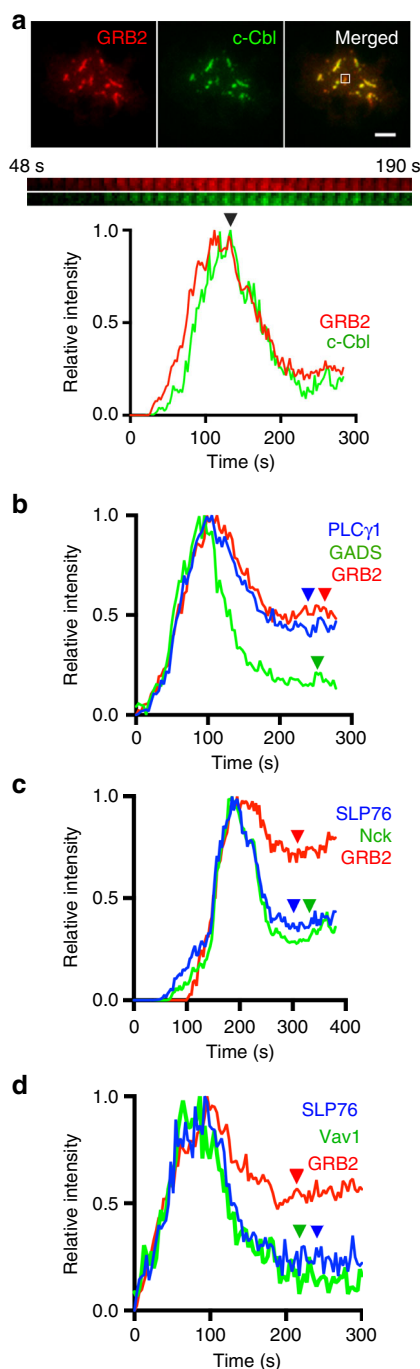 a
GRB2 c-Cbl Merged
48 s 190 s
1.0
0.5
0.0
Relative intensity
GRB2
c-Cbl
0 100 200 300
Time (s)
b
1.0
0.5
0.0
Relative intensity
PLCγ1
GADS
GRB2
0 100 200 300
Time (s)
c
1.0
0.5
0.0
Relative intensity
SLP76
Nck
GRB2
0 100 200 300 400
Time (s)
d
1.0
0.5
0.0
Relative intensity
SLP76
Vav1
GRB2
0 100 200 300
Time (s)